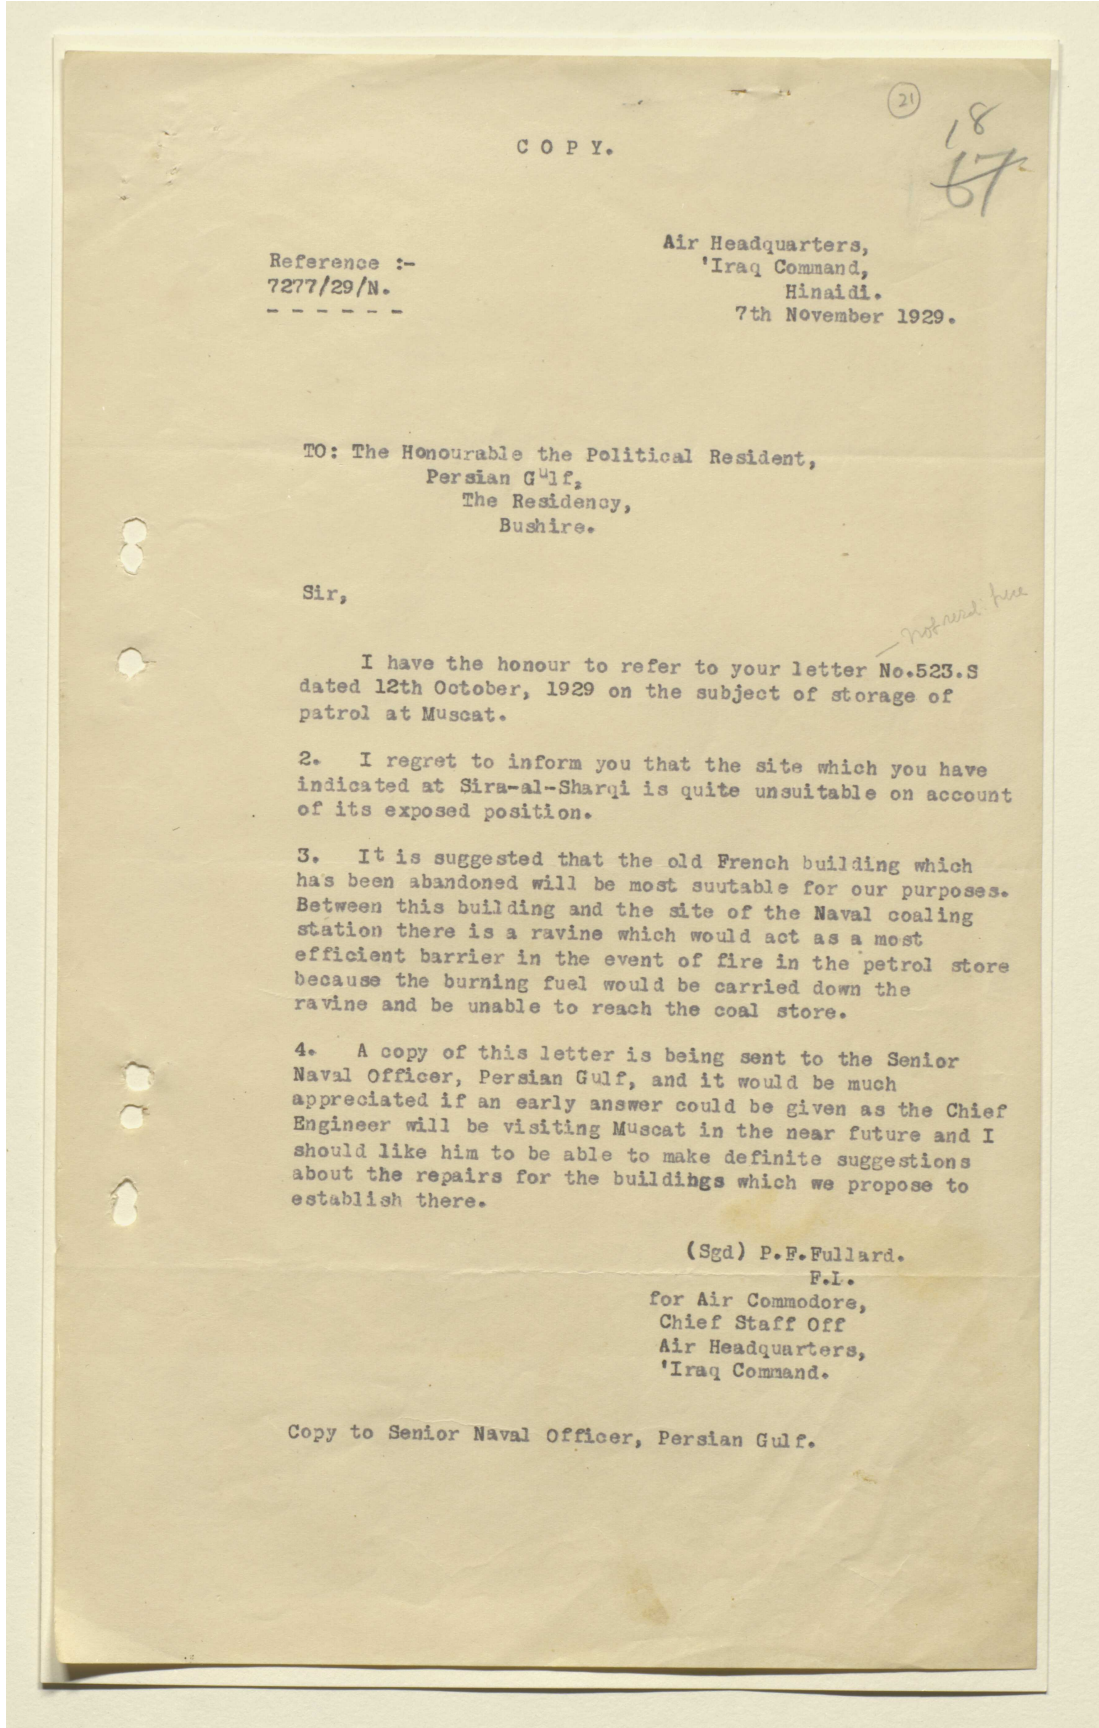 21
18
67
COPY.
Air Headquarters,
Reference :-
'Iraq Command,
7277/29/N.
Hinaidi.
- - - - - -
7th November 1929.
TO: The Honourable the Political Resident,
Persian Gulf,
The Residency,
Bushire.
Sir,
not recd: here
I have the honour to refer to your letter No.523.S
dated 12th October, 1929 on the subject of storage of
patrol at Muscat.
2. I regret to inform you that the site which you have
indicated at Sira-al-Sharqi is quite unsuitable on account
of its exposed position.
3. It is suggested that the old French building which
has been abandoned will be most suutable for our purposes.
Between this building and the site of the Naval coaling
station there is a ravine which would act as a most
efficient barrier in the event of fire in the petrol store
because the burning fuel would be carried down the
ravine and be unable to reach the coal store.
4. A copy of this letter is being sent to the Senior
Naval Officer, Persian Gulf, and it would be much
appreciated if an early answer could be given as the Chief
Engineer will be visiting Muscat in the near future and I
should like him to be able to make definite suggestions
about the repairs for the buildings which we propose to
establish there.
(Sgd) P.F.Fullard.
F.L.
for Air Commodore,
Chief Staff Off
Air Headquarters,
'Iraq Command.
Copy to Senior Naval Officer, Persian Gulf.